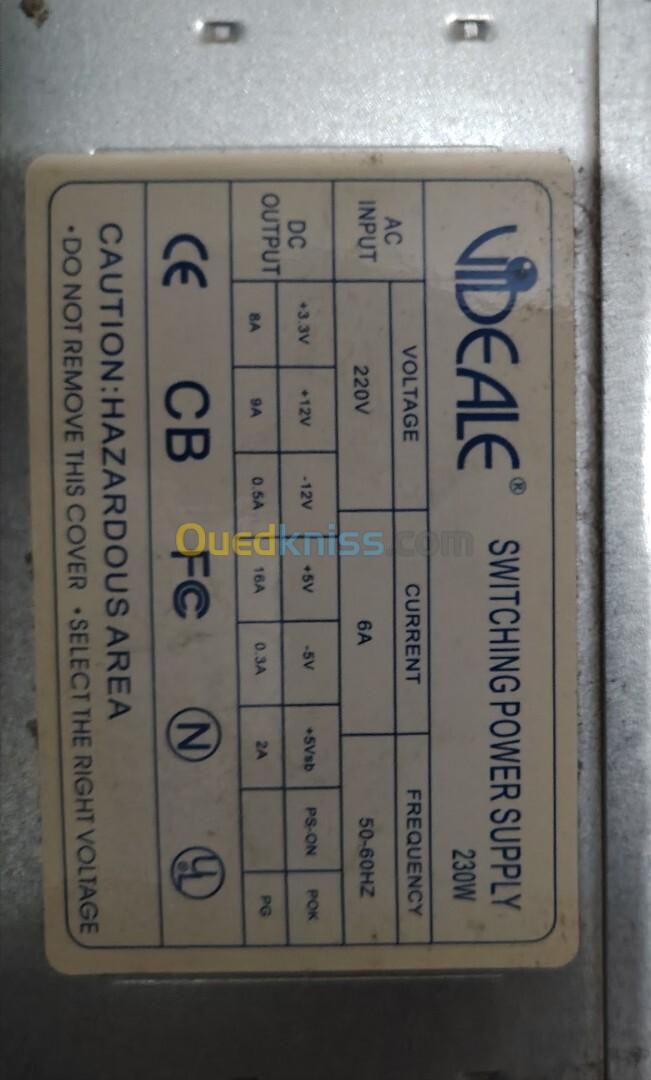 VIDEALE® SWITCHING POWER SUPPLY
230W
AC INPUT VOLTAGE CURRENT FREQUENCY
220V 6A 50-60HZ
DC OUTPUT +3.3V +12V -12V +5V -5V +5Vsb PS-ON POK
8A 9A 0.5A 16A 0.3A 2A PG
CE CB FC N
CAUTION:HAZARDOUS AREA
•DO NOT REMOVE THIS COVER •SELECT THE RIGHT VOLTAGE
Ouedkniss.com